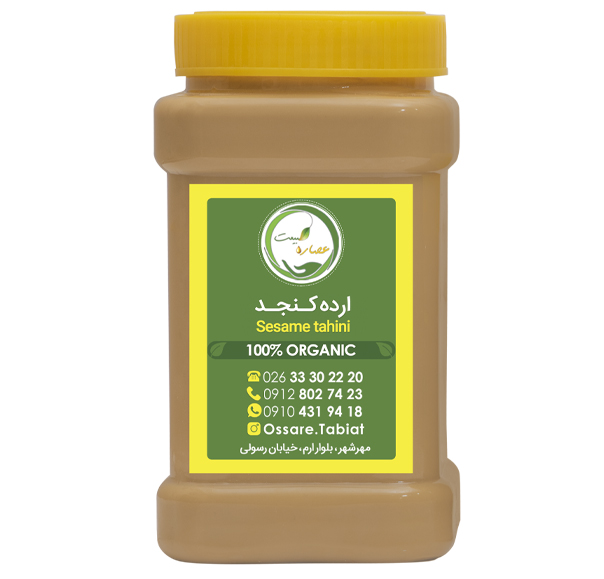 عصاره طبیعت
ارده کنجد
Sesame tahini
100% ORGANIC
026 33 30 22 20
0912 802 74 23
0910 431 94 18
Ossare.Tabiat
مهرشهر، بلوار ارم، خیابان رسولی